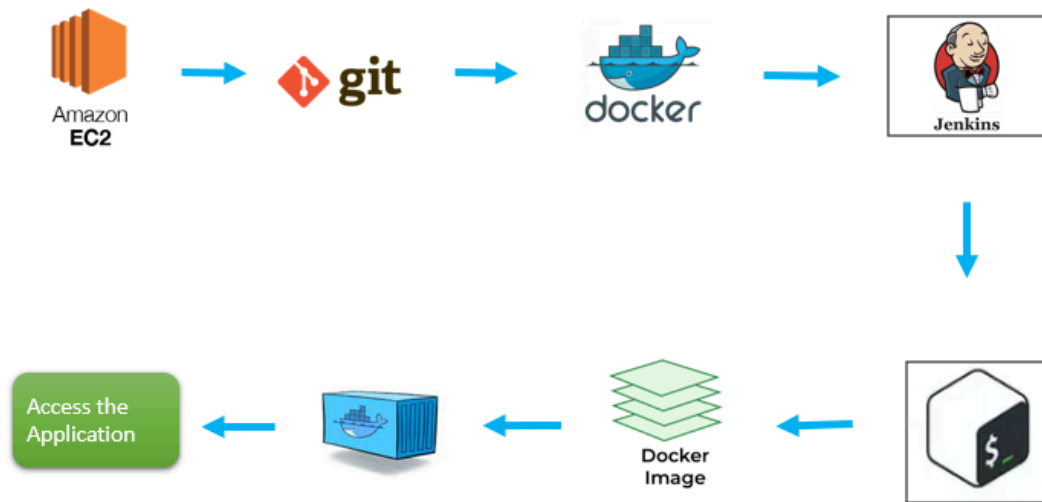 Amazon
EC2
git
docker
Jenkins
$_
Docker
Image
Access the
Application